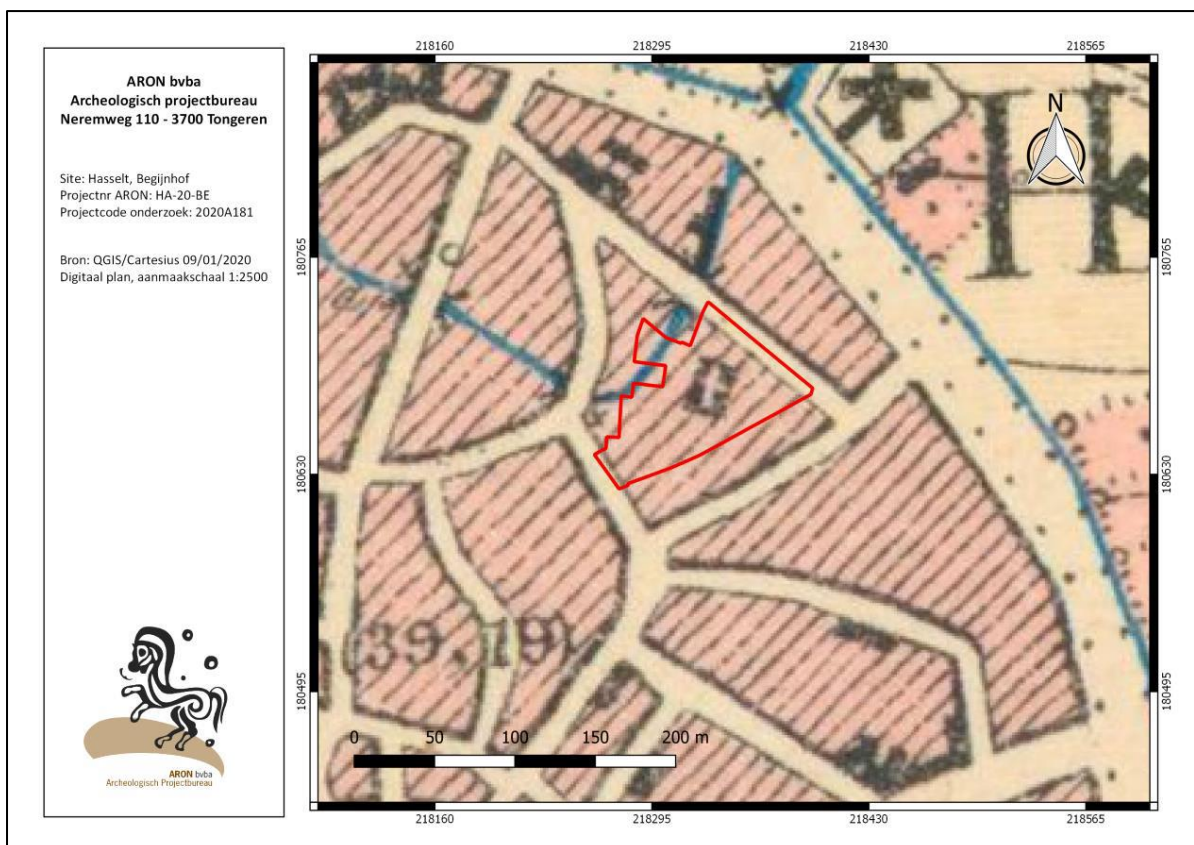 ARON bvba
Archeologisch projectbureau
Neremweg 110 - 3700 Tongeren
Site: Hasselt, Begijnhof
Projectnr ARON: HA-20-BE
Projectcode onderzoek: 2020A181
Bron: QGIS/Cartesius 09/01/2020
Digitaal plan, aanmaakschaal 1:2500
ARON bvba
Archeologisch Projectbureau
218160 218295 218430 218565
N
180765 180765
180630 180630
(39.19)
180495 180495
0 50 100 150 200 m
218160 218295 218430 218565